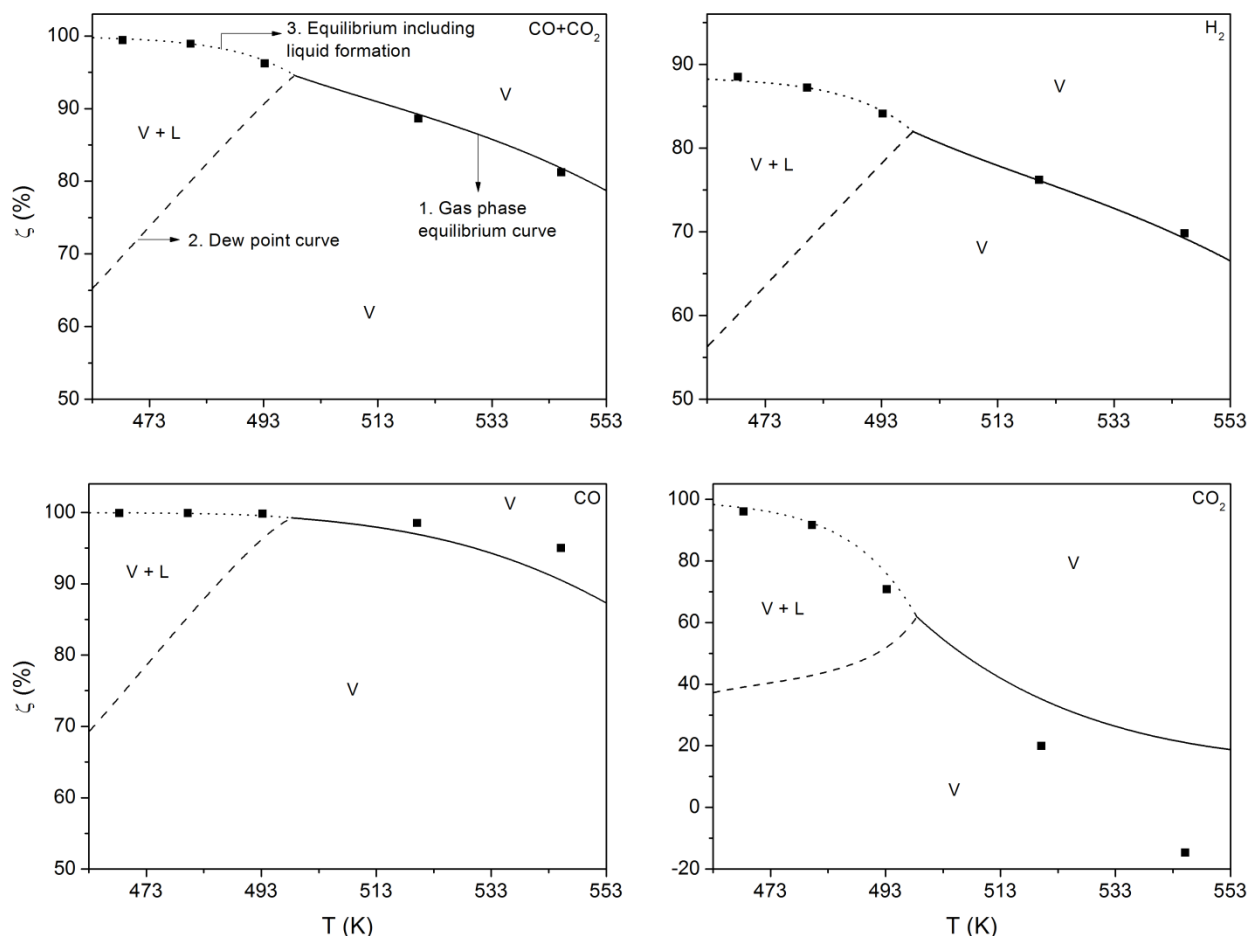 CO+CO₂
3. Equilibrium including
liquid formation
V
V + L
1. Gas phase
equilibrium curve
2. Dew point curve
V
ζ (%)
100
90
80
70
60
50
473
493
513
533
553
H₂
V
V + L
V
90
80
70
60
50
473
493
513
533
553
CO
V
V + L
V
ζ (%)
100
90
80
70
60
50
473
493
513
533
553
T (K)
CO₂
V
V + L
V
100
80
60
40
20
0
-20
473
493
513
533
553
T (K)